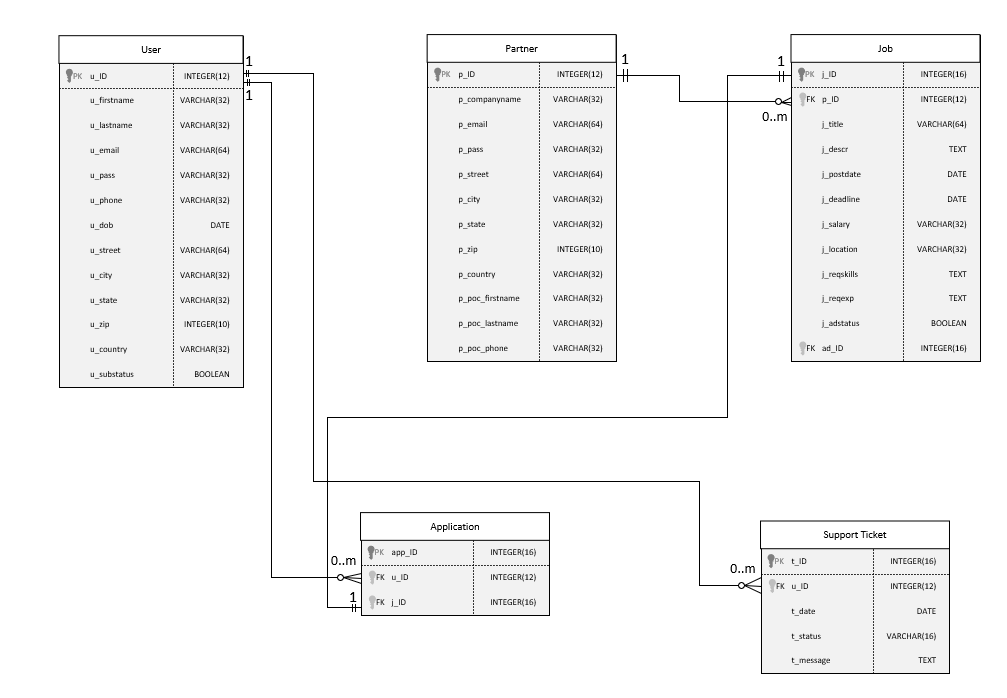 User
PK u_ID INTEGER(12)
u_firstname VARCHAR(32)
u_lastname VARCHAR(32)
u_email VARCHAR(64)
u_pass VARCHAR(32)
u_phone VARCHAR(32)
u_dob DATE
u_street VARCHAR(64)
u_city VARCHAR(32)
u_state VARCHAR(32)
u_zip INTEGER(10)
u_country VARCHAR(32)
u_substatus BOOLEAN
1
1
Partner
PK p_ID INTEGER(12)
p_companyname VARCHAR(32)
p_email VARCHAR(64)
p_pass VARCHAR(32)
p_street VARCHAR(64)
p_city VARCHAR(32)
p_state VARCHAR(32)
p_zip INTEGER(10)
p_country VARCHAR(32)
p_poc_firstname VARCHAR(32)
p_poc_lastname VARCHAR(32)
p_poc_phone VARCHAR(32)
1
1
0..m
Job
PK j_ID INTEGER(16)
FK p_ID INTEGER(12)
j_title VARCHAR(64)
j_descr TEXT
j_postdate DATE
j_deadline DATE
j_salary VARCHAR(32)
j_location VARCHAR(32)
j_reqskills TEXT
j_reqexp TEXT
j_adstatus BOOLEAN
FK ad_ID INTEGER(16)
Application
PK app_ID INTEGER(16)
0..m
FK u_ID INTEGER(12)
1
FK j_ID INTEGER(16)
Support Ticket
PK t_ID INTEGER(16)
0..m
FK u_ID INTEGER(12)
t_date DATE
t_status VARCHAR(16)
t_message TEXT